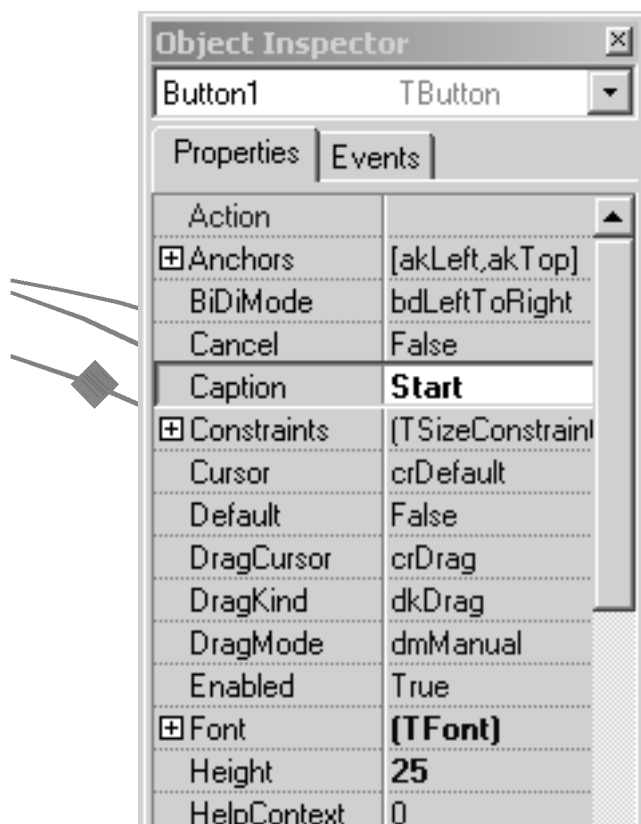 Object Inspector
Button1 TButton
Properties Events
Action
Anchors [akLeft,akTop]
BiDiMode bdLeftToRight
Cancel False
Caption Start
Constraints (TSizeConstraint
Cursor crDefault
Default False
DragCursor crDrag
DragKind dkDrag
DragMode dmManual
Enabled True
Font (TFont)
Height 25
HelpContext 0